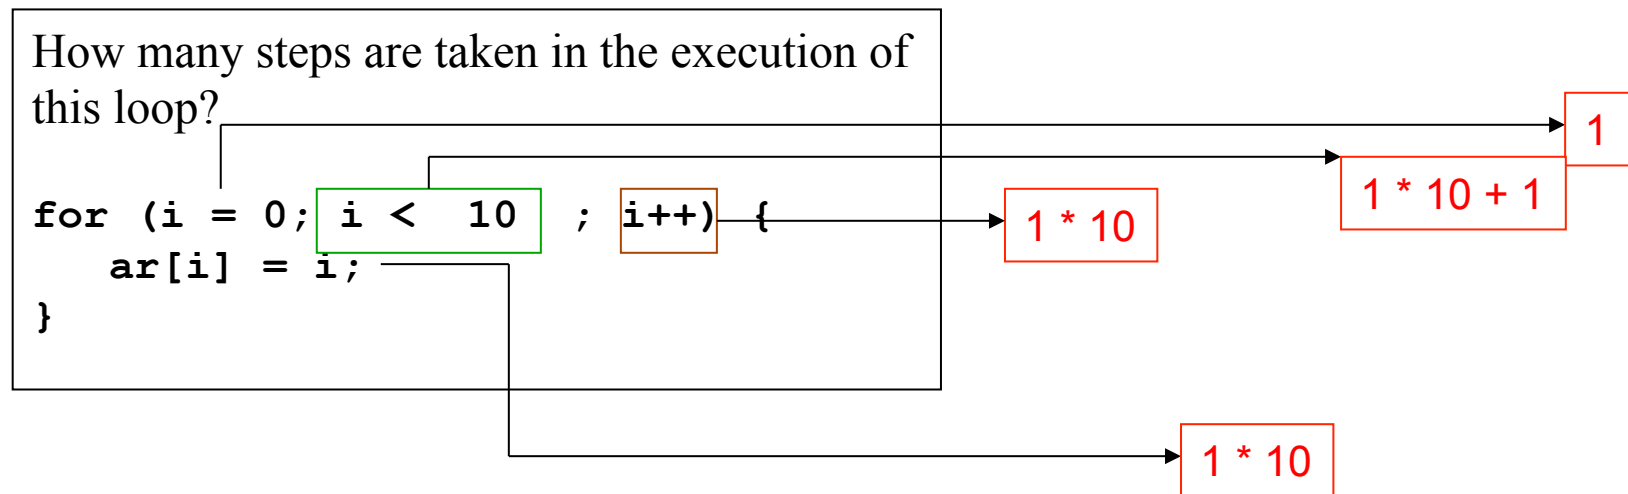 How many steps are taken in the execution of
this loop?
1
1 * 10 + 1
for (i = 0; i < 10 ; i++) {
1 * 10
ar[i] = i;
}
1 * 10